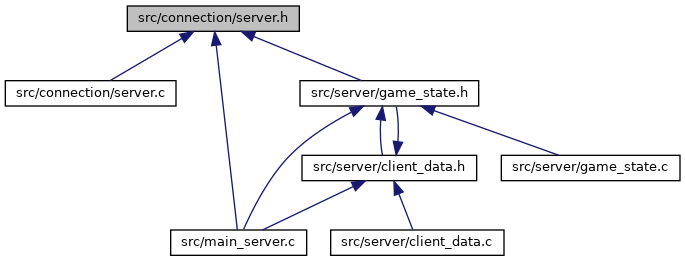 src/connection/server.h
src/connection/server.c
src/server/game_state.h
src/server/client_data.h
src/server/game_state.c
src/main_server.c
src/server/client_data.c